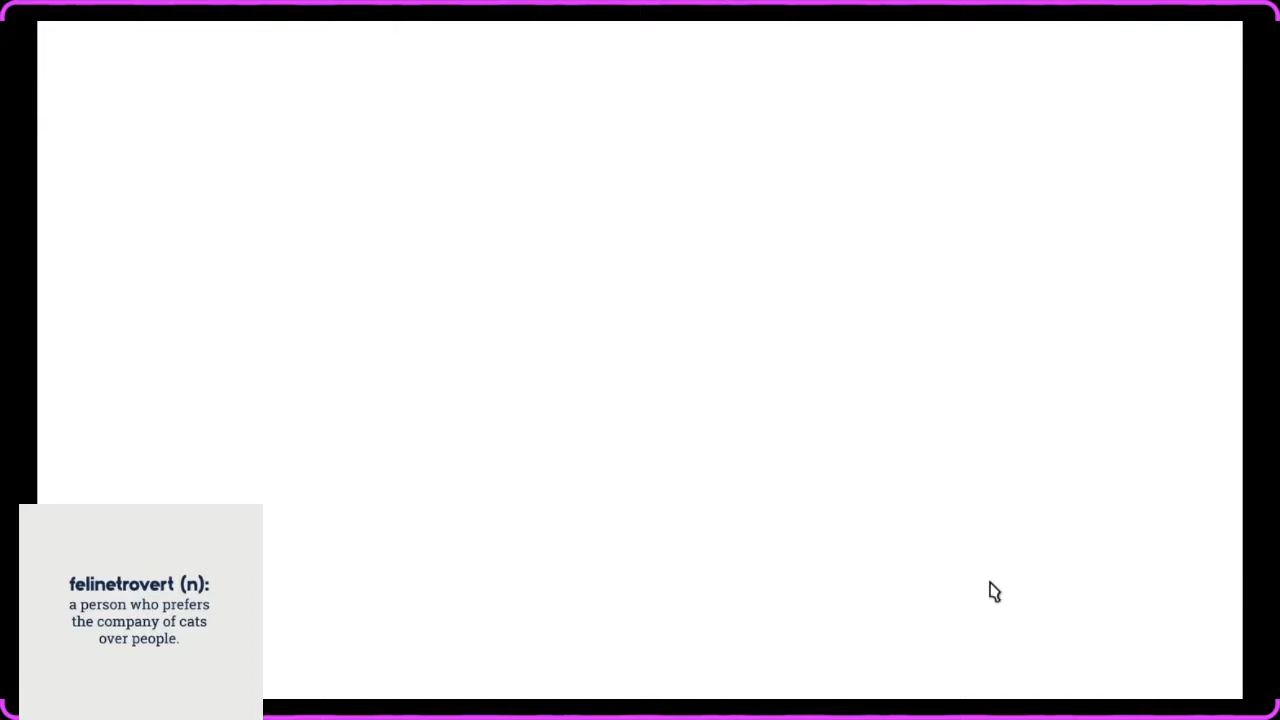 felinetrovert (n):
a person who prefers
the company of cats
over people.